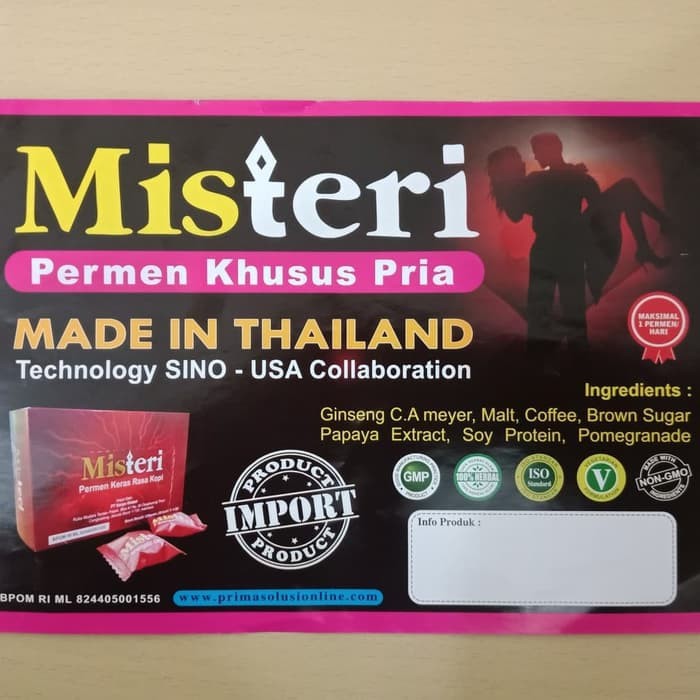 Misteri
Permen Khusus Pria
MADE IN THAILAND
Technology SINO - USA Collaboration
MAKSIMAL
1 PERMEN/
HARI
Ingredients :
Ginseng C.A meyer, Malt, Coffee, Brown Sugar
Papaya Extract, Soy Protein, Pomegranade
Misteri
Permen Keras Rasa Kopi
Misteri
PRODUCT
IMPORT
PRODUCT
GMP
100% HERBAL
ISO
Standard
V
MADE WITH
NON-GMO
INGREDIENTS
Info Produk :
BPOM RI ML 824405001556
www.primasolusionline.com